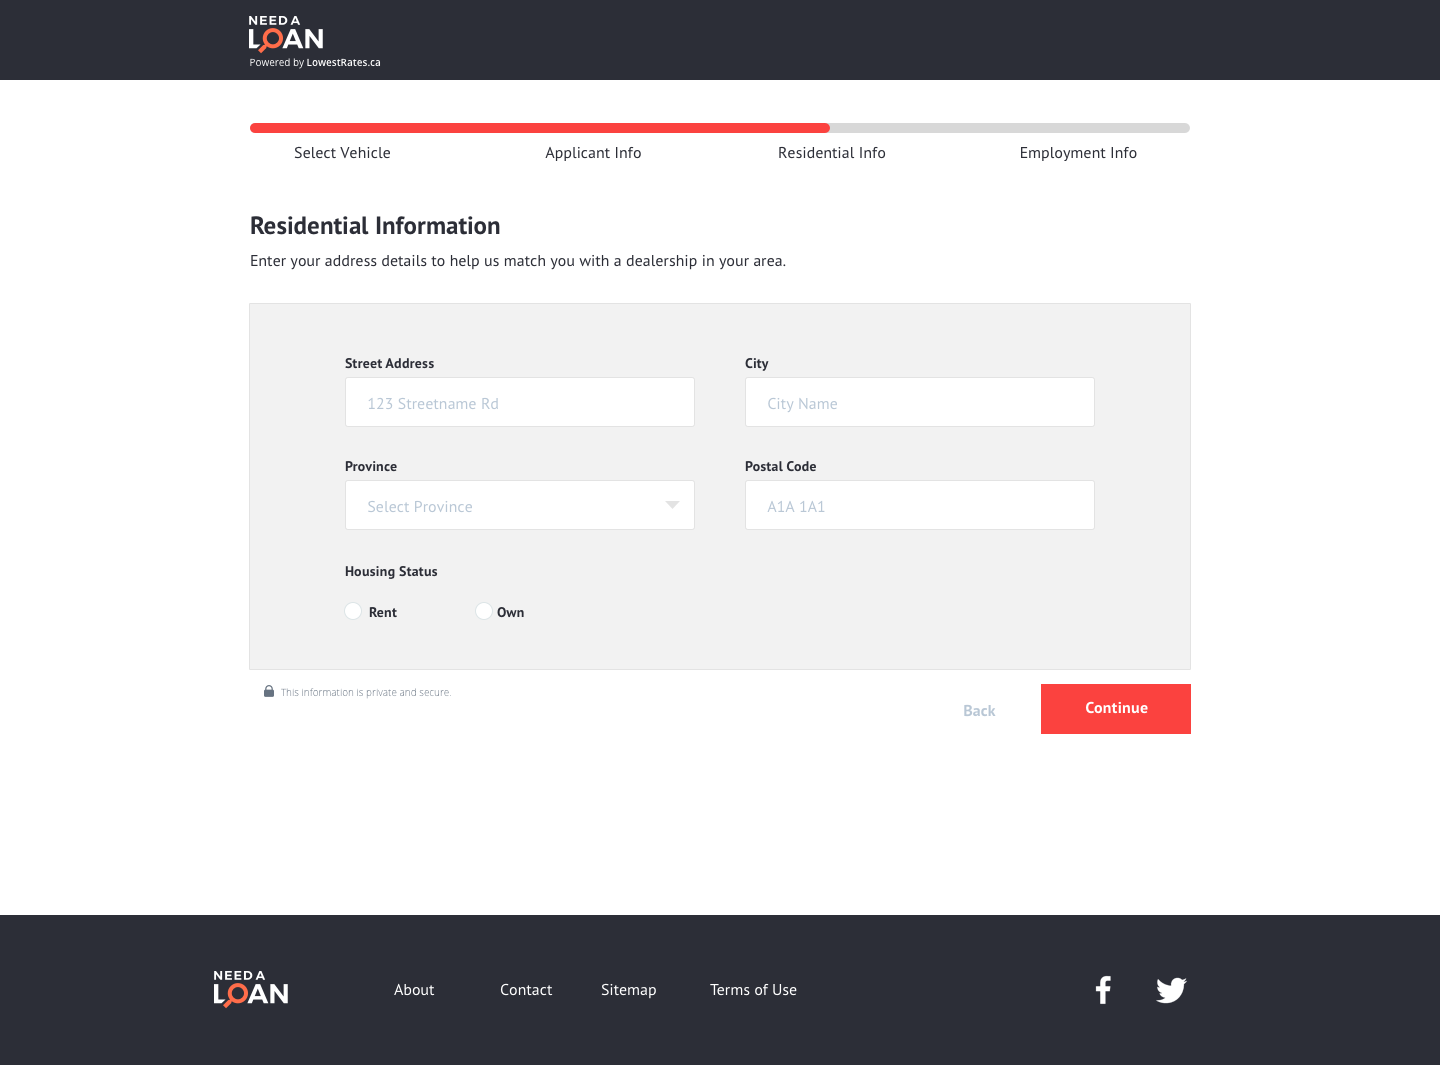 NEED A
LOAN
Powered by LowestRates.ca
Select Vehicle
Applicant Info
Residential Info
Employment Info
Residential Information
Enter your address details to help us match you with a dealership in your area.
Street Address
City
123 Streetname Rd
City Name
Province
Postal Code
Select Province
A1A 1A1
Housing Status
Rent
Own
This information is private and secure.
Back
Continue
NEED A
LOAN
About
Contact
Sitemap
Terms of Use